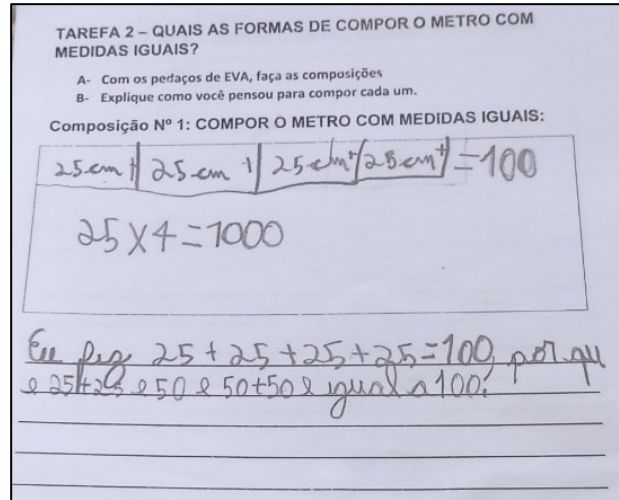 TAREFA 2 – QUAIS AS FORMAS DE COMPOR O METRO COM
MEDIDAS IGUAIS?
A- Com os pedaços de EVA, faça as composições
B- Explique como você pensou para compor cada um.
Composição Nº 1: COMPOR O METRO COM MEDIDAS IGUAIS:
25 cm + 25 cm + 25 cm + 25 cm + = 100
25 X 4 = 1000
Eu fiz 25 + 25 + 25 + 25 = 100, por qu
e 25 + 25 e 50 e 50 + 50 e igual a 100.